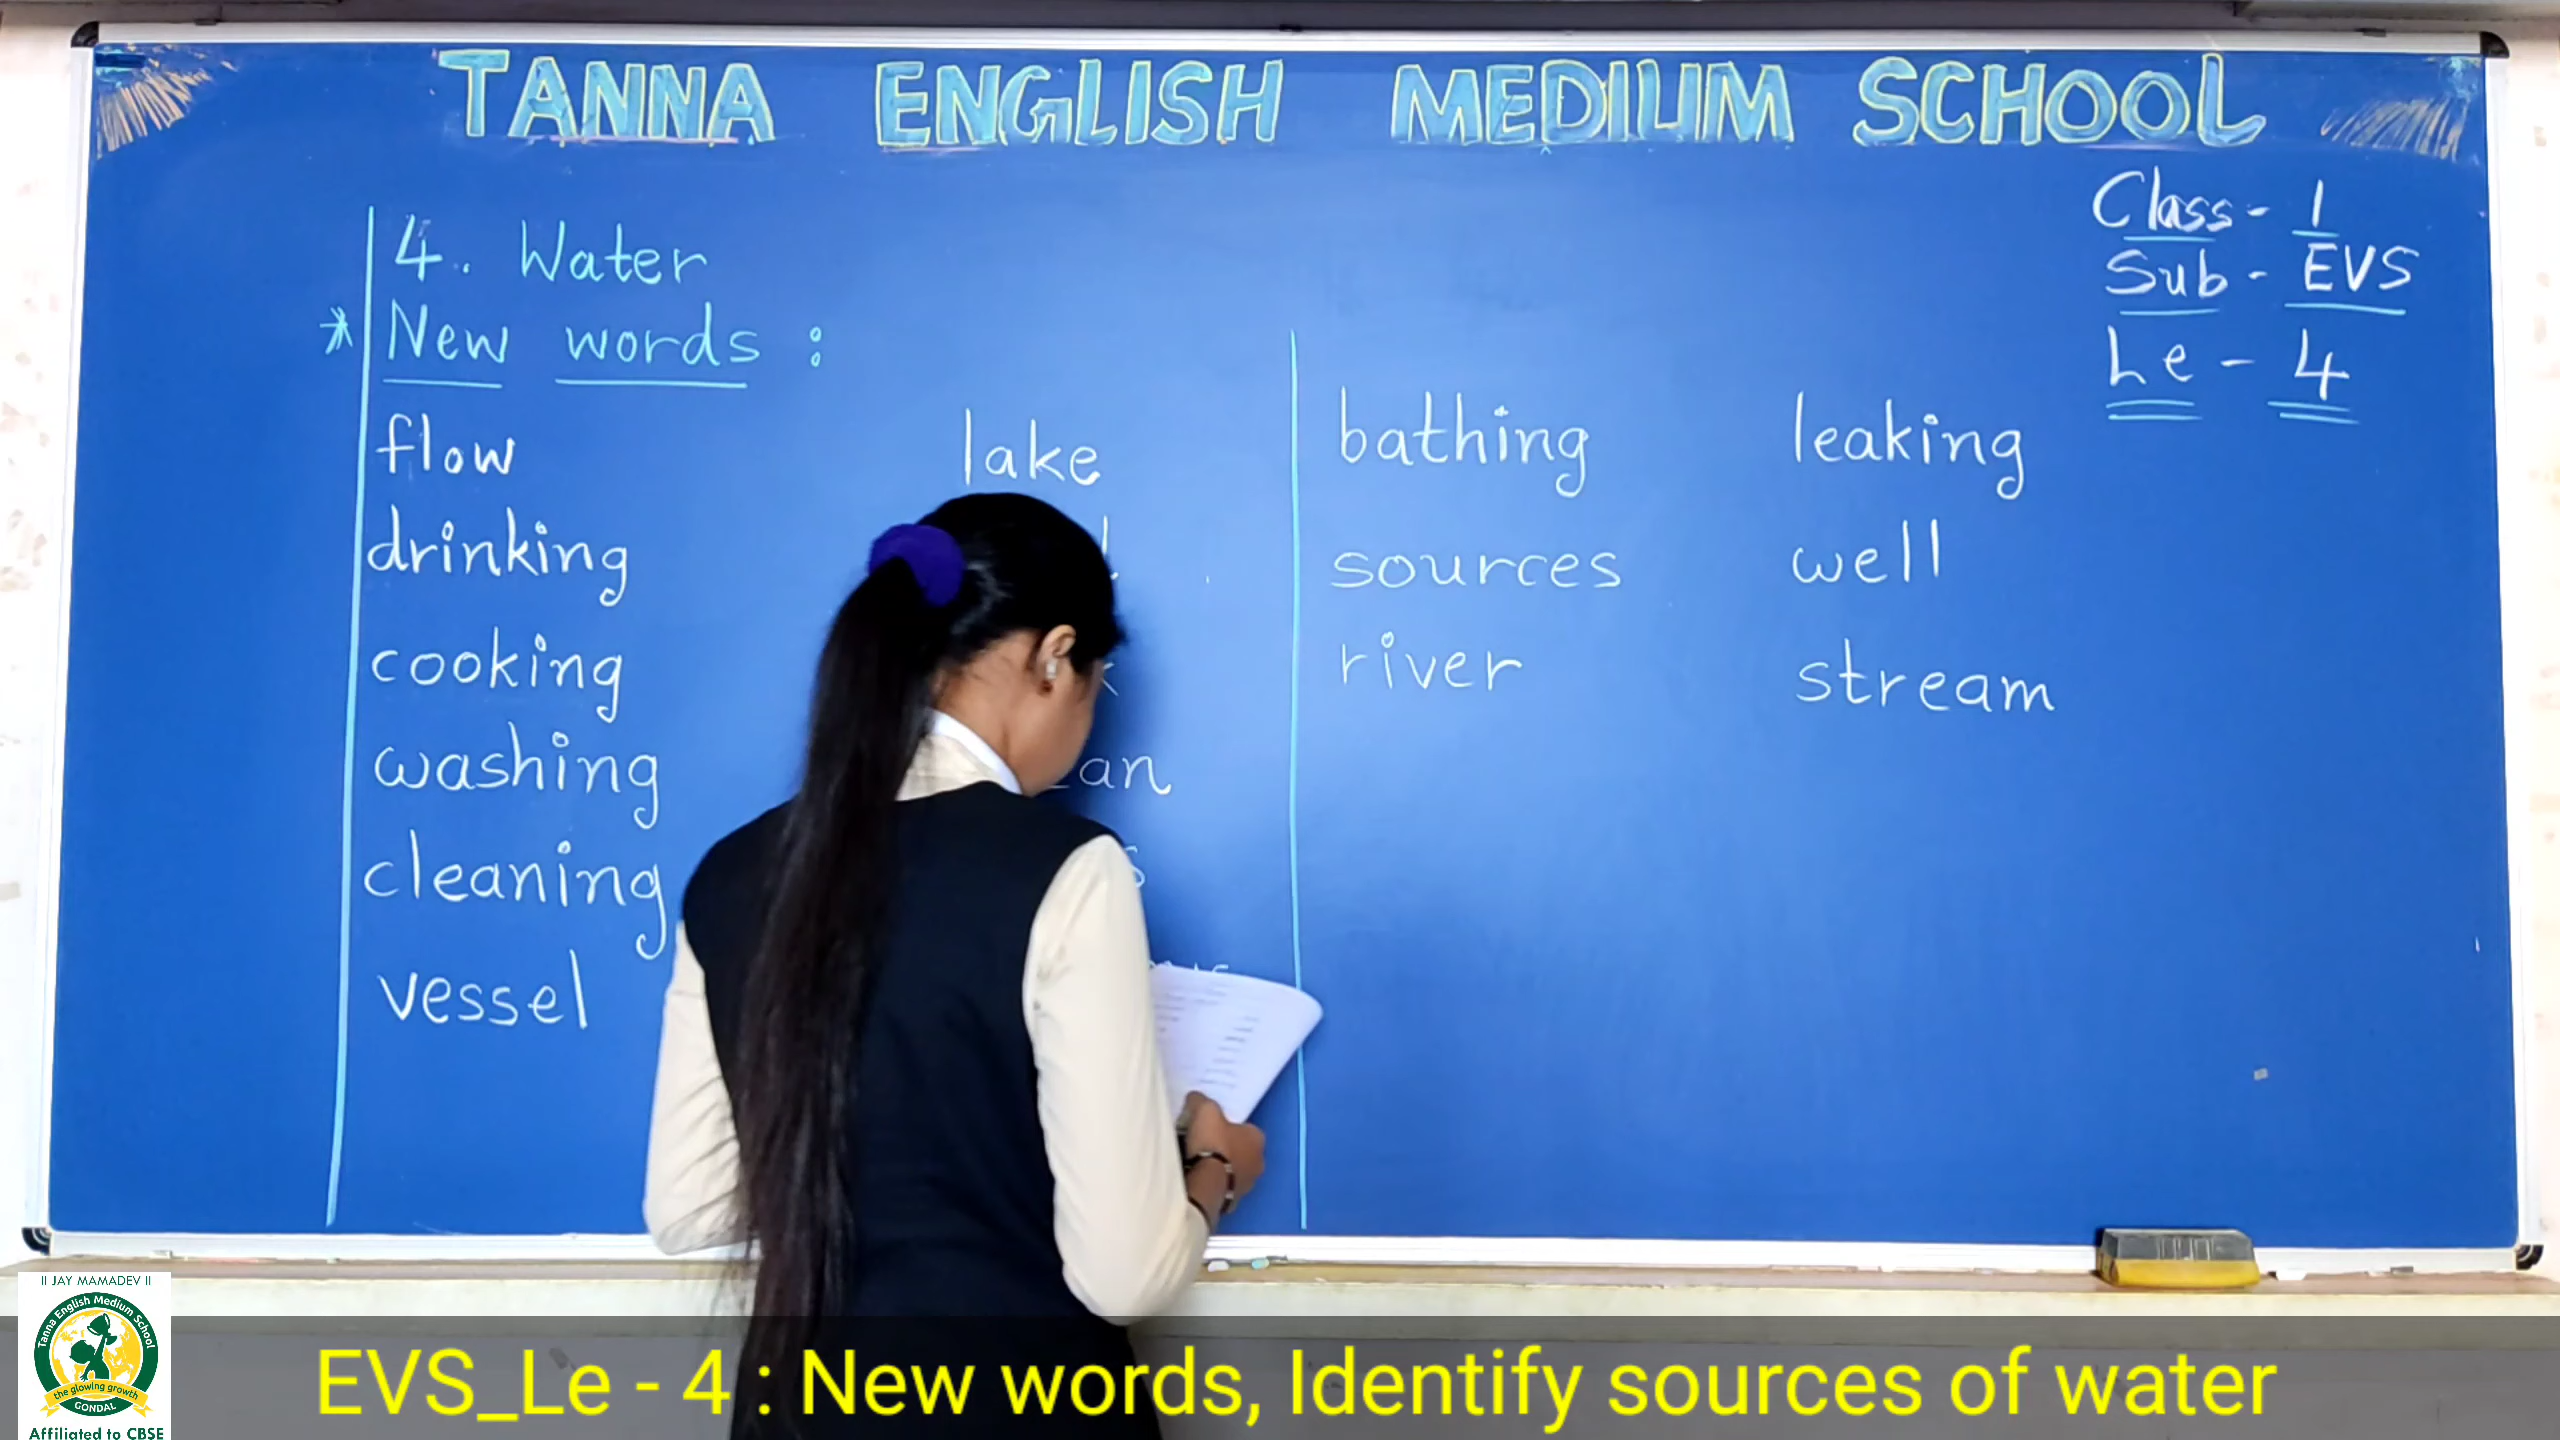 TANNA ENGLISH MEDIUM SCHOOL
Class - 1
Sub - EVS
Le - 4
4. Water
* New words :
flow
drinking
cooking
washing
cleaning
vessel
lake
bathing
sources
river
leaking
well
stream
II JAY MAMADEV II
Tanna English Medium School
the glowing growth
GONDAL
Affiliated to CBSE
EVS_Le - 4 : New words, Identify sources of water